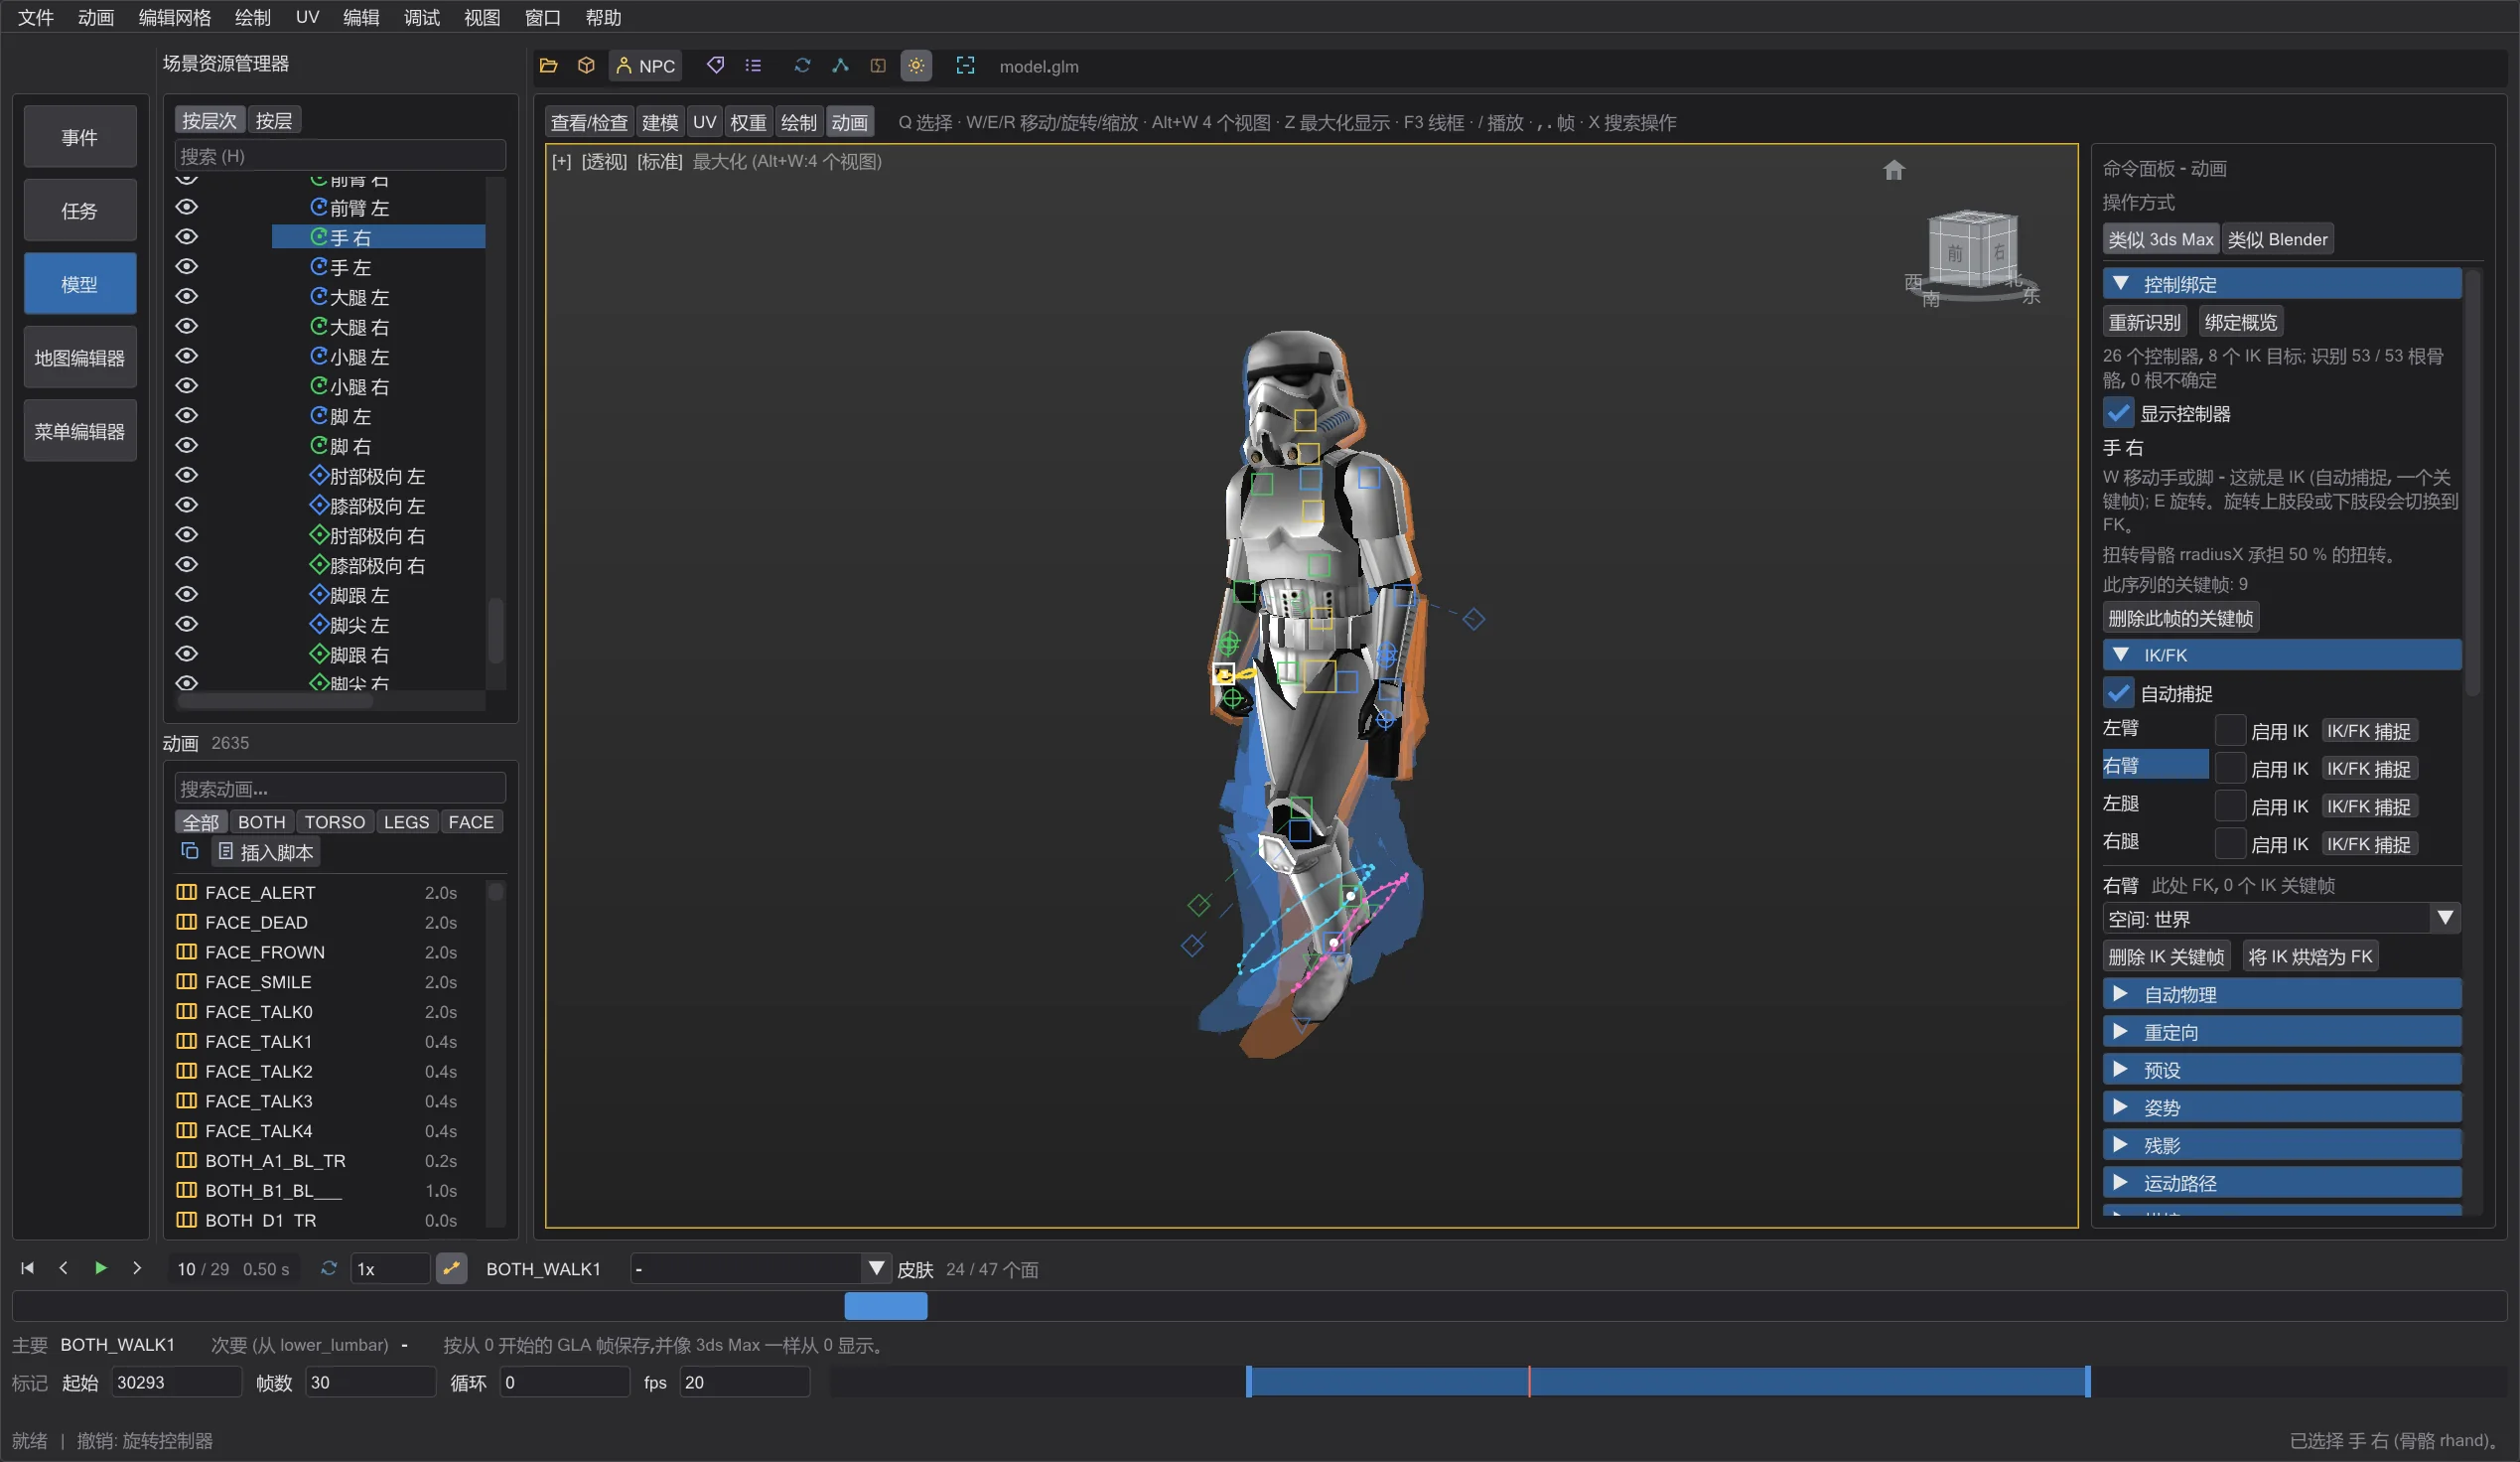 文件 动画 编辑网格 绘制 UV 编辑 调试 视图 窗口 帮助
场景资源管理器
NPC
model.glm
事件
任务
模型
地图编辑器
菜单编辑器
按层次 按层
搜索 (H)
前臂 右
前臂 左
手 右
手 左
大腿 左
大腿 右
小腿 左
小腿 右
脚 左
脚 右
肘部极向 左
膝部极向 左
肘部极向 右
膝部极向 右
脚跟 左
脚尖 左
脚跟 右
脚尖 右
动画 2635
搜索动画...
全部 BOTH TORSO LEGS FACE
插入脚本
FACE_ALERT 2.0s
FACE_DEAD 2.0s
FACE_FROWN 2.0s
FACE_SMILE 2.0s
FACE_TALK0 2.0s
FACE_TALK1 0.4s
FACE_TALK2 0.4s
FACE_TALK3 0.4s
FACE_TALK4 0.4s
BOTH_A1_BL_TR 0.2s
BOTH_B1_BL___ 1.0s
BOTH_D1_TR 0.0s
查看/检查 建模 UV 权重 绘制 动画 Q 选择 · W/E/R 移动/旋转/缩放 · Alt+W 4 个视图 · Z 最大化显示 · F3 线框 · / 播放 · , . 帧 · X 搜索操作
[+] [透视] [标准] 最大化 (Alt+W:4 个视图)
前 右
西 南 北 东
命令面板 - 动画
操作方式
类似 3ds Max 类似 Blender
控制绑定
重新识别 绑定概览
26 个控制器, 8 个 IK 目标; 识别 53 / 53 根骨
骼, 0 根不确定
显示控制器
手 右
W 移动手或脚 - 这就是 IK (自动捕捉, 一个关
键帧); E 旋转。旋转上肢段或下肢段会切换到
FK。
扭转骨骼 rradiusX 承担 50 % 的扭转。
此序列的关键帧: 9
删除此帧的关键帧
IK/FK
自动捕捉
左臂 启用 IK IK/FK 捕捉
右臂 启用 IK IK/FK 捕捉
左腿 启用 IK IK/FK 捕捉
右腿 启用 IK IK/FK 捕捉
右臂 此处 FK, 0 个 IK 关键帧
空间: 世界
删除 IK 关键帧 将 IK 烘焙为 FK
自动物理
重定向
预设
姿势
残影
运动路径
10 / 29 0.50 s 1x BOTH_WALK1 - 皮肤 24 / 47 个面
主要 BOTH_WALK1 次要 (从 lower_lumbar) - 按从 0 开始的 GLA 帧保存,并像 3ds Max 一样从 0 显示。
标记 起始 30293 帧数 30 循环 0 fps 20
就绪 | 撤销: 旋转控制器
已选择 手 右 (骨骼 rhand)。